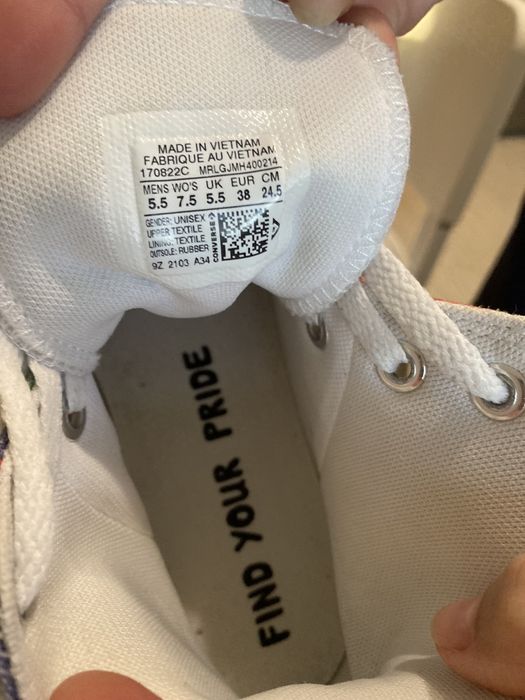 MADE IN VIETNAM
FABRIQUE AU VIETNAM
170822C MRLGJMH400214
MENS WO'S UK EUR CM
5.5 7.5 5.5 38 24.5
GENDER: UNISEX
UPPER: TEXTILE
LINING: TEXTILE
OUTSOLE: RUBBER
9Z 2103 A34
CONVERSE
FIND YOUR PRIDE